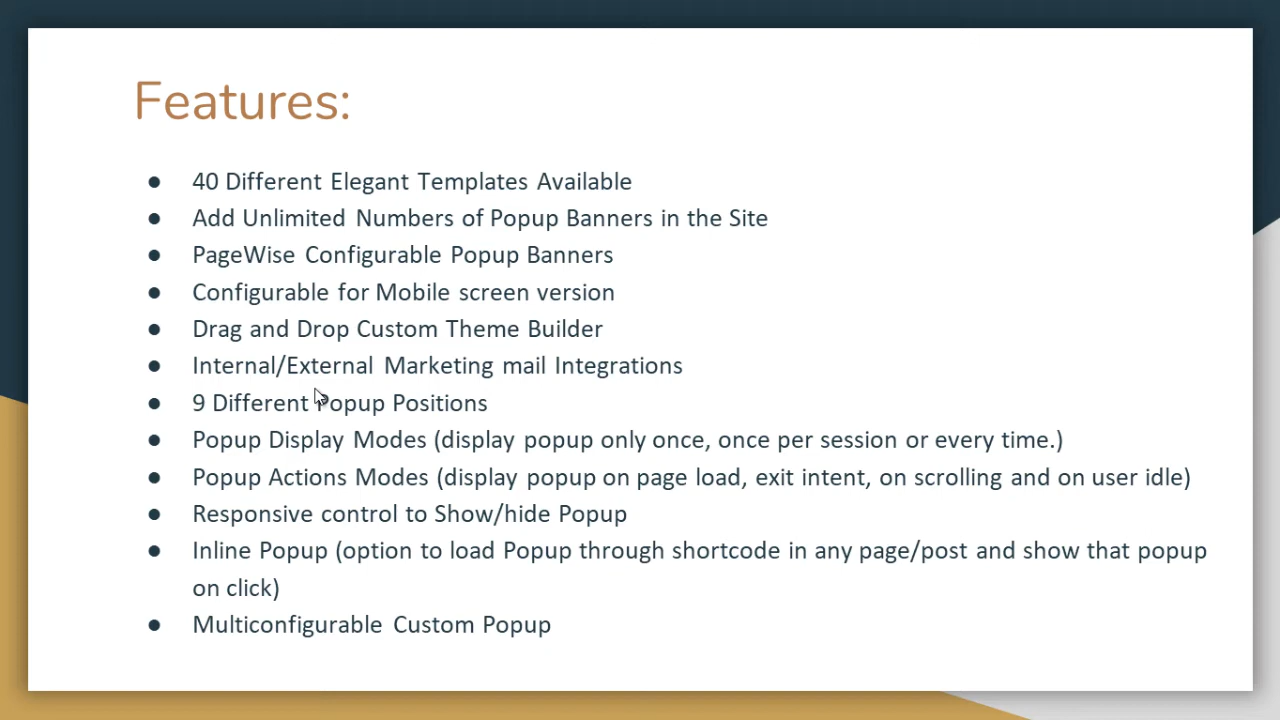 Features:
● 40 Different Elegant Templates Available
● Add Unlimited Numbers of Popup Banners in the Site
● PageWise Configurable Popup Banners
● Configurable for Mobile screen version
● Drag and Drop Custom Theme Builder
● Internal/External Marketing mail Integrations
● 9 Different Popup Positions
● Popup Display Modes (display popup only once, once per session or every time.)
● Popup Actions Modes (display popup on page load, exit intent, on scrolling and on user idle)
● Responsive control to Show/hide Popup
● Inline Popup (option to load Popup through shortcode in any page/post and show that popup
on click)
● Multiconfigurable Custom Popup